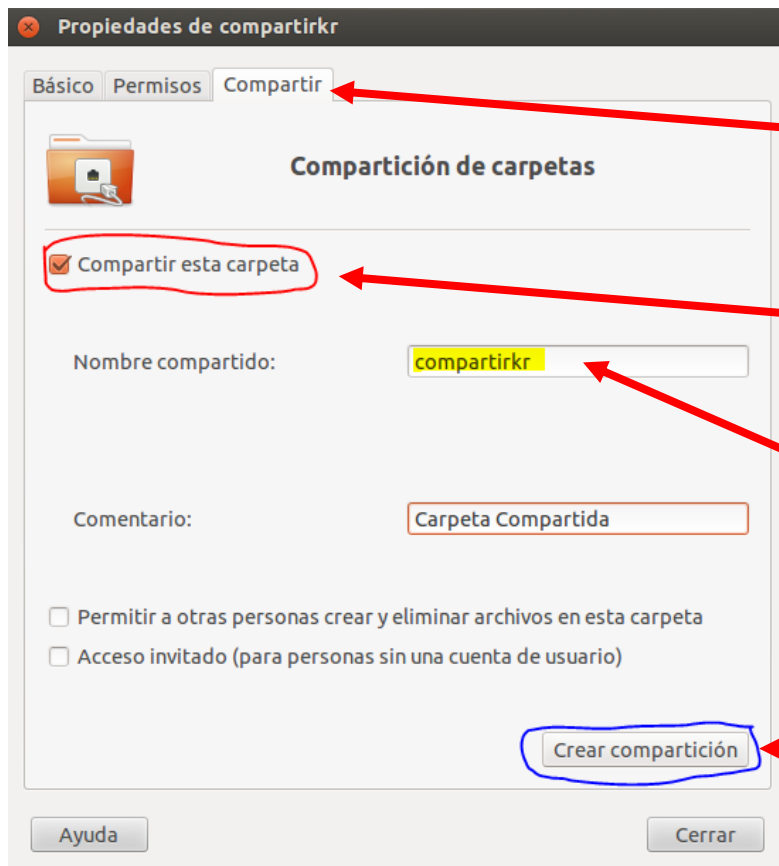 Propiedades de compartirkr
Básico Permisos Compartir
Compartición de carpetas
Compartir esta carpeta
Nombre compartido: compartirkr
Comentario: Carpeta Compartida
Permitir a otras personas crear y eliminar archivos en esta carpeta
Acceso invitado (para personas sin una cuenta de usuario)
Crear compartición
Ayuda Cerrar